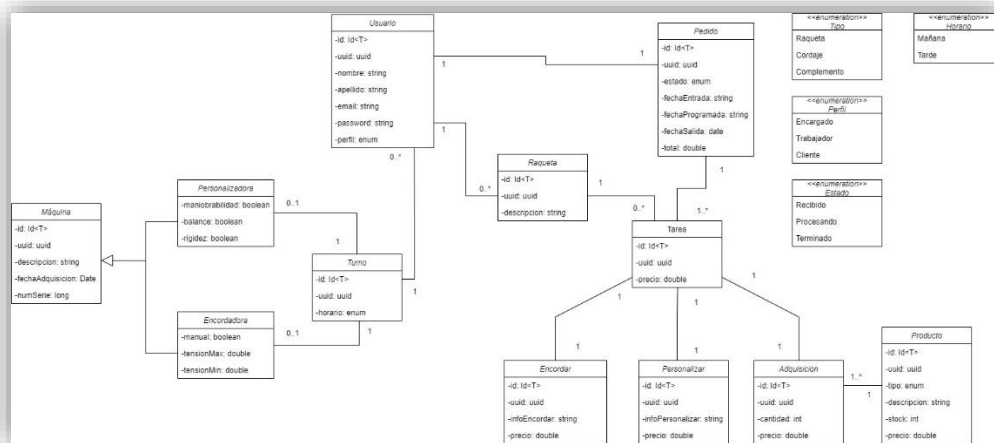 Usuario
-id: Id<T>
-uuid: uuid
-nombre: string
-apellido: string
-email: string
-password: string
-perfil: enum
1
1
0..*
Pedido
-id: Id<T>
-uuid: uuid
-estado: enum
-fechaEntrada: string
-fechaProgramada: string
-fechaSalida: date
-total: double
1
1
<<enumeration>>
Tipo
Raqueta
Cordaje
Complemento
<<enumeration>>
Horario
Mañana
Tarde
<<enumeration>>
Perfil
Encargado
Trabajador
Cliente
<<enumeration>>
Estado
Recibido
Procesando
Terminado
Raqueta
-id: Id<T>
-uuid: uuid
-descripcion: string
0..*
1
0..*
1..*
Máquina
-id: Id<T>
-uuid: uuid
-descripcion: string
-fechaAdquisicion: Date
-numSerie: long
Personalizadora
-maniobrabilidad: boolean
-balance: boolean
-rigidez: boolean
0..1
1
Turno
-id: Id<T>
-uuid: uuid
-horario: enum
1
1
Encordadora
-manual: boolean
-tensionMax: double
-tensionMin: double
0..1
Tarea
-id: Id<T>
-uuid: uuid
-precio: double
1
1
1
1
1
1
Encordar
-id: Id<T>
-uuid: uuid
-infoEncordar: string
-precio: double
Personalizar
-id: Id<T>
-uuid: uuid
-infoPersonalizar: string
-precio: double
Adquisicion
-id: Id<T>
-uuid: uuid
-cantidad: int
-precio: double
1..*
1
Producto
-id: Id<T>
-uuid: uuid
-tipo: enum
-descripcion: string
-stock: int
-precio: double